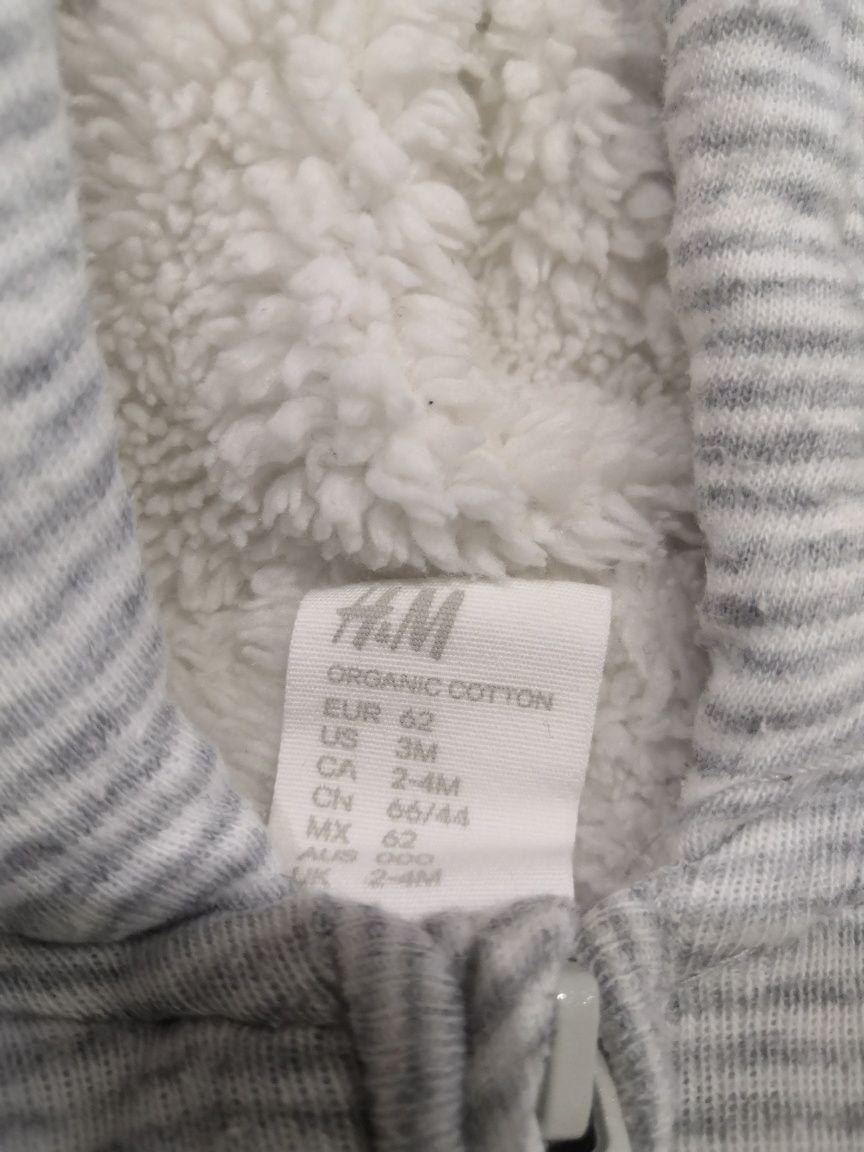 H&M
ORGANIC COTTON
EUR 62
US 3M
CA 2-4M
CN 66/44
MX 62
AUS 000
UK 2-4M